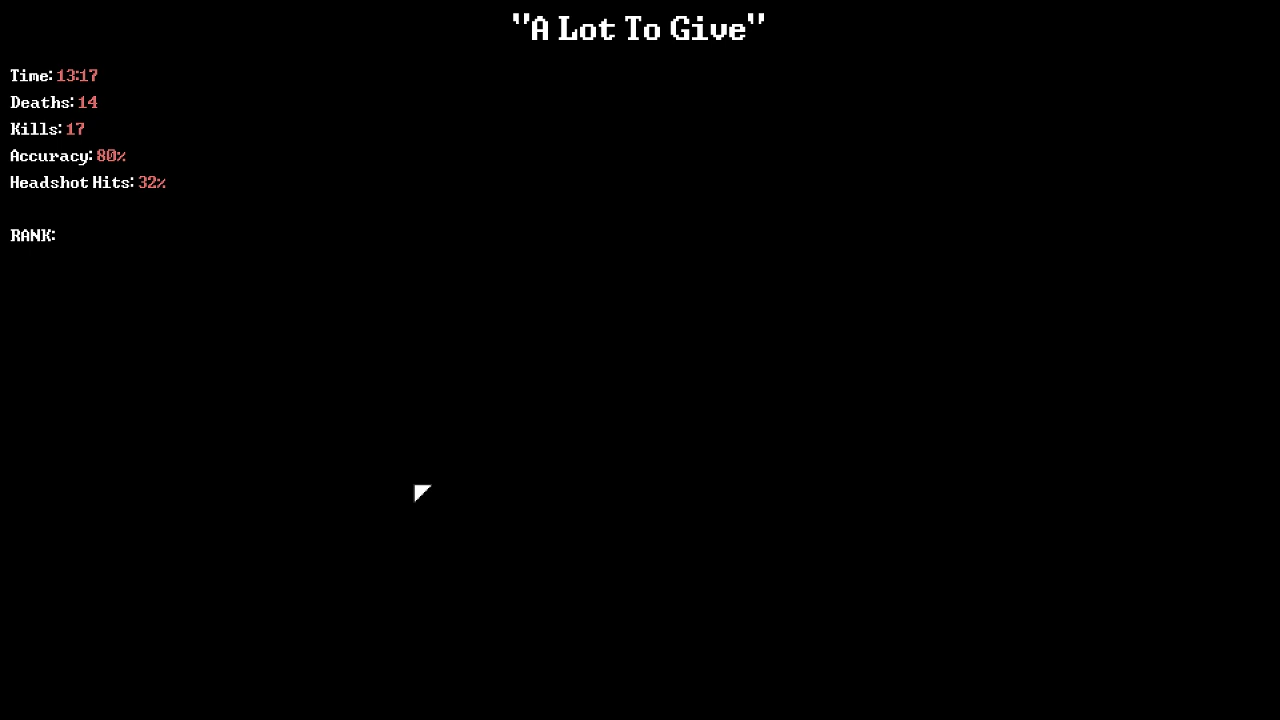 "A Lot To Give"
Time: 13:17
Deaths: 14
Kills: 17
Accuracy: 80%
Headshot Hits: 32%
RANK: